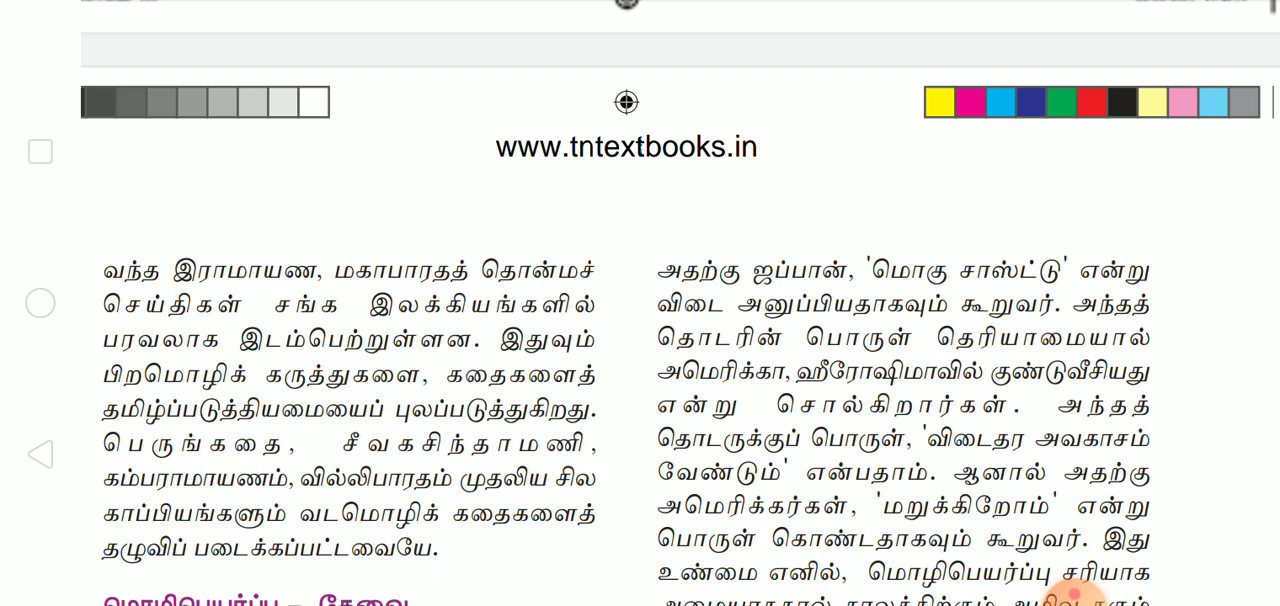 www.tntextbooks.in
வந்த இராமாயண, மகாபாரதத் தொன்மச்
செய்திகள் சங்க இலக்கியங்களில்
பரவலாக இடம்பெற்றுள்ளன. இதுவும்
பிறமொழிக் கருத்துகளை, கதைகளைத்
தமிழ்ப்படுத்தியமையைப் புலப்படுத்துகிறது.
பெருங்கதை, சீவகசிந்தாமணி,
கம்பராமாயணம், வில்லிபாரதம் முதலிய சில
காப்பியங்களும் வடமொழிக் கதைகளைத்
தழுவிப் படைக்கப்பட்டவையே.
மொழிபெயர்ப்பு – தேவை
அதற்கு ஜப்பான், 'மொகு சாஸ்ட்டு' என்று
விடை அனுப்பியதாகவும் கூறுவர். அந்தத்
தொடரின் பொருள் தெரியாமையால்
அமெரிக்கா, ஹீரோஷிமாவில் குண்டுவீசியது
என்று சொல்கிறார்கள். அந்தத்
தொடருக்குப் பொருள், 'விடைதர அவகாசம்
வேண்டும்' என்பதாம். ஆனால் அதற்கு
அமெரிக்கர்கள், 'மறுக்கிறோம்' என்று
பொருள் கொண்டதாகவும் கூறுவர். இது
உண்மை எனில், மொழிபெயர்ப்பு சரியாக